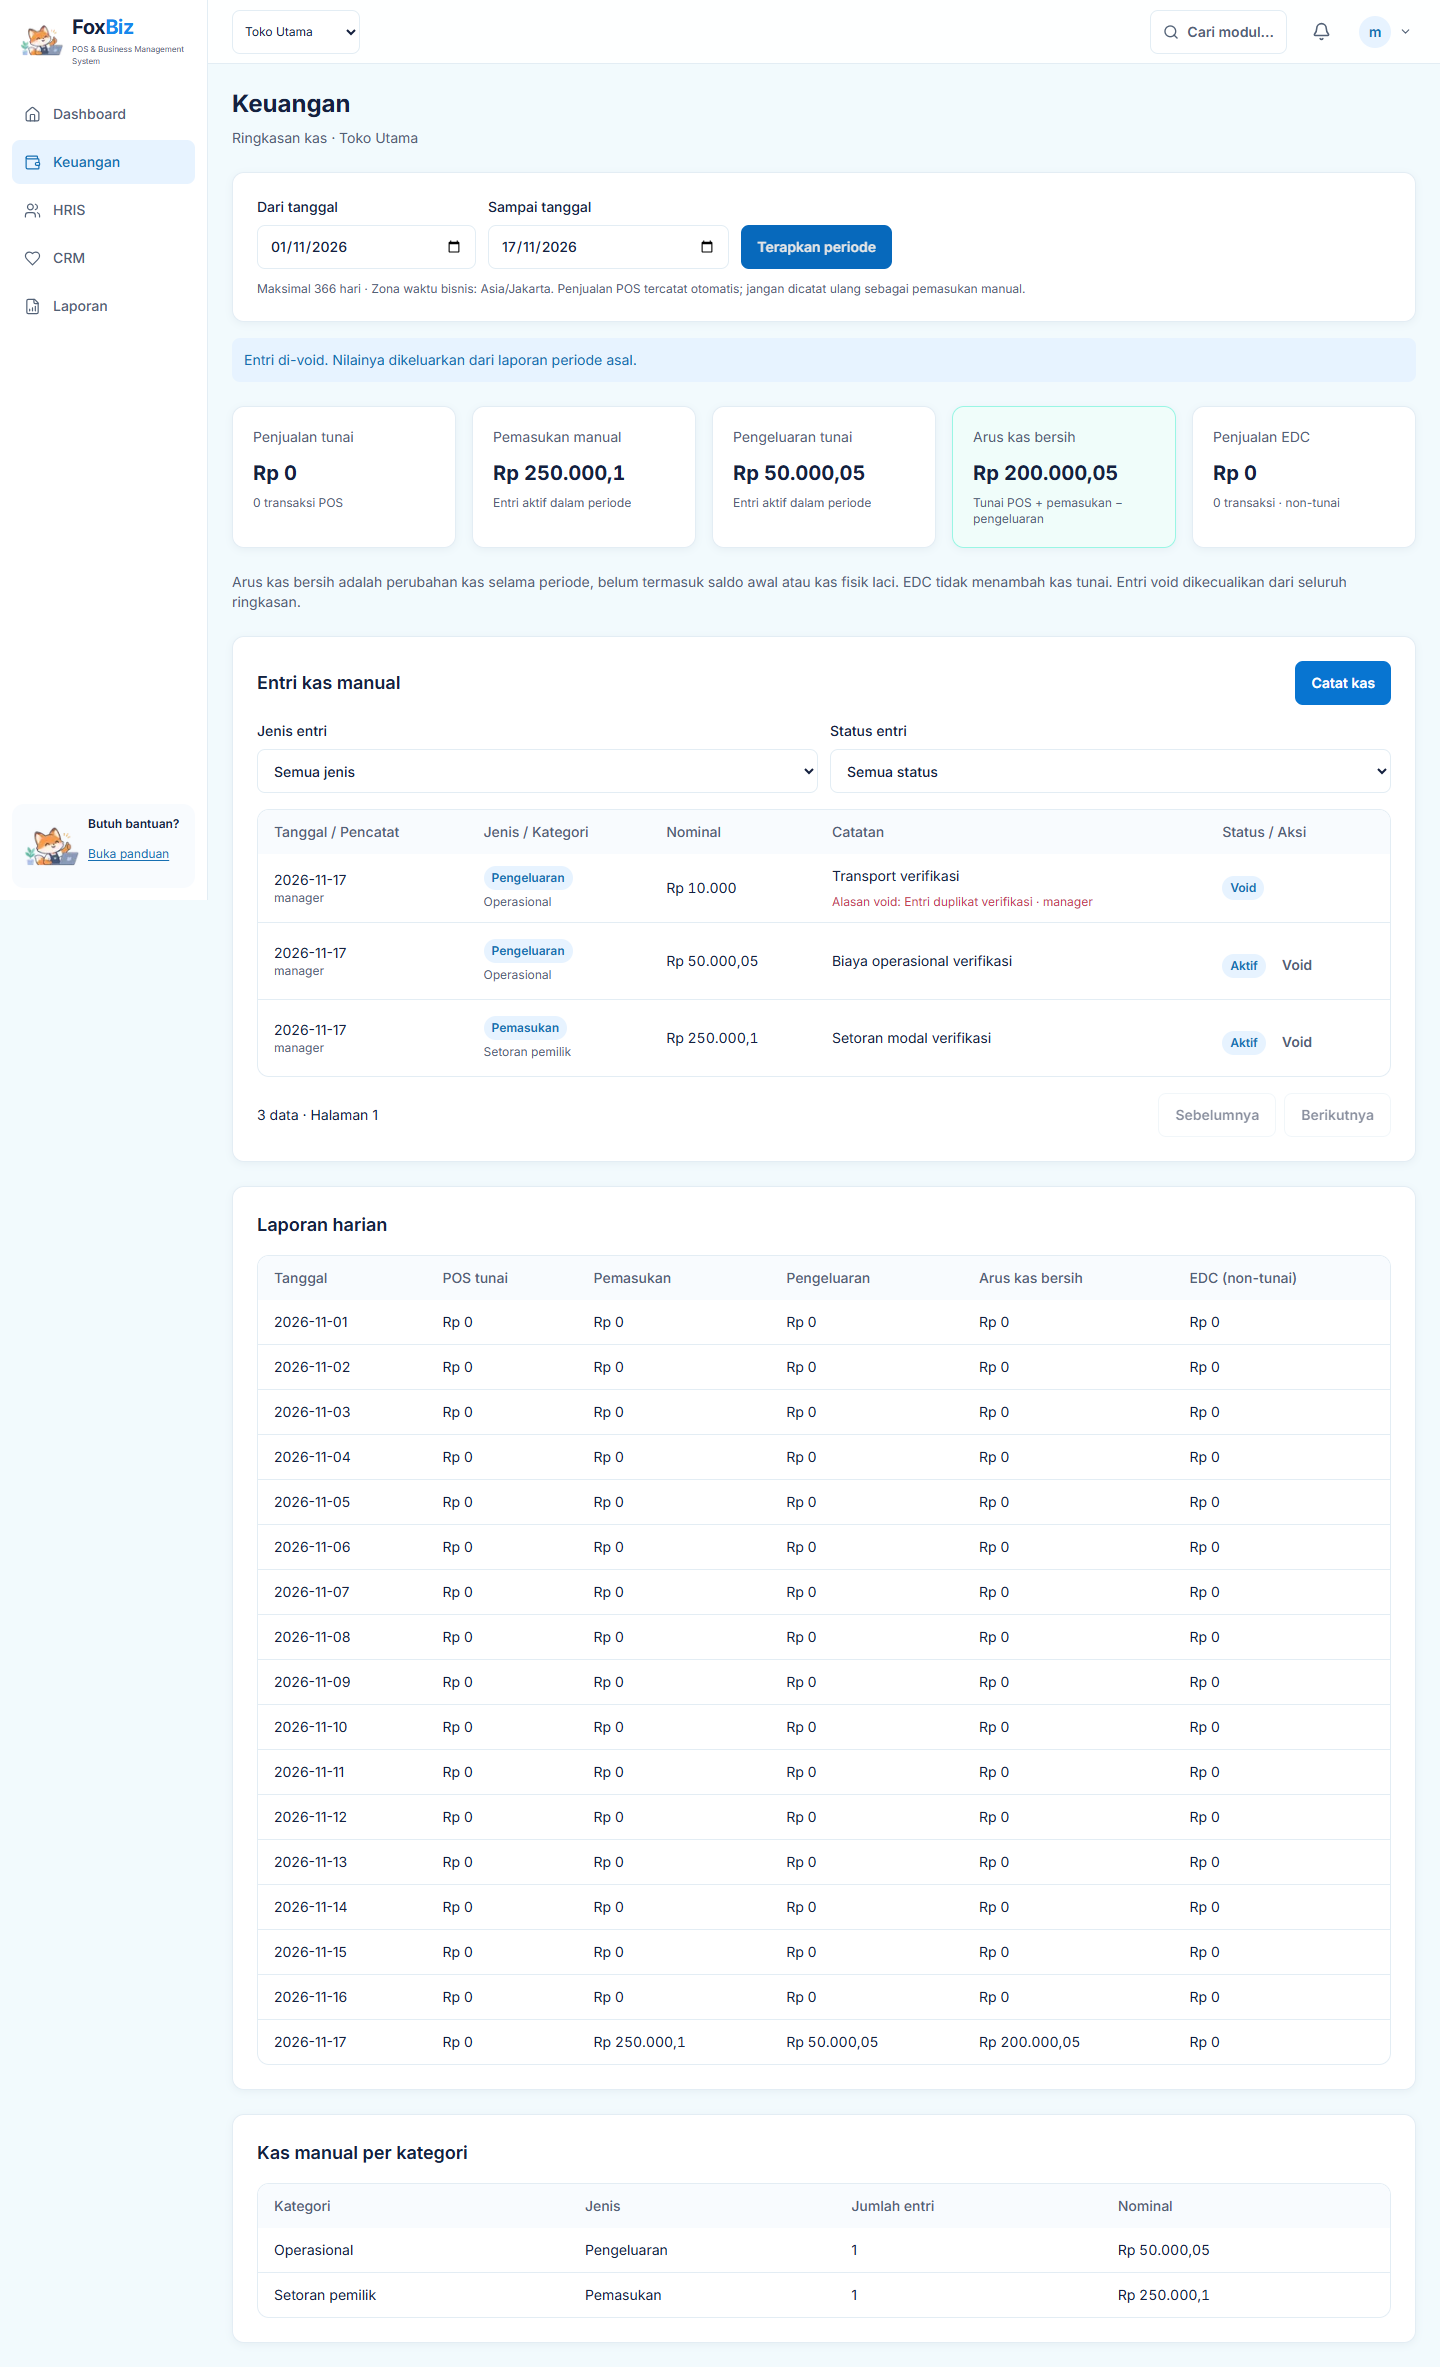 FoxBiz
POS & Business Management
System
Toko Utama
Cari modul...
m
Dashboard
Keuangan
HRIS
CRM
Laporan
Butuh bantuan?
Buka panduan
Keuangan
Ringkasan kas · Toko Utama
Dari tanggal
Sampai tanggal
01/11/2026
17/11/2026
Terapkan periode
Maksimal 366 hari · Zona waktu bisnis: Asia/Jakarta. Penjualan POS tercatat otomatis; jangan dicatat ulang sebagai pemasukan manual.
Entri di-void. Nilainya dikeluarkan dari laporan periode asal.
Penjualan tunai
Rp 0
0 transaksi POS
Pemasukan manual
Rp 250.000,1
Entri aktif dalam periode
Pengeluaran tunai
Rp 50.000,05
Entri aktif dalam periode
Arus kas bersih
Rp 200.000,05
Tunai POS + pemasukan −
pengeluaran
Penjualan EDC
Rp 0
0 transaksi · non-tunai
Arus kas bersih adalah perubahan kas selama periode, belum termasuk saldo awal atau kas fisik laci. EDC tidak menambah kas tunai. Entri void dikecualikan dari seluruh
ringkasan.
Entri kas manual
Catat kas
Jenis entri
Status entri
Semua jenis
Semua status
Tanggal / Pencatat Jenis / Kategori Nominal Catatan Status / Aksi
2026-11-17
manager
Pengeluaran
Operasional
Rp 10.000
Transport verifikasi
Alasan void: Entri duplikat verifikasi · manager
Void
2026-11-17
manager
Pengeluaran
Operasional
Rp 50.000,05
Biaya operasional verifikasi
Aktif Void
2026-11-17
manager
Pemasukan
Setoran pemilik
Rp 250.000,1
Setoran modal verifikasi
Aktif Void
3 data · Halaman 1
Sebelumnya
Berikutnya
Laporan harian
Tanggal POS tunai Pemasukan Pengeluaran Arus kas bersih EDC (non-tunai)
2026-11-01 Rp 0 Rp 0 Rp 0 Rp 0 Rp 0
2026-11-02 Rp 0 Rp 0 Rp 0 Rp 0 Rp 0
2026-11-03 Rp 0 Rp 0 Rp 0 Rp 0 Rp 0
2026-11-04 Rp 0 Rp 0 Rp 0 Rp 0 Rp 0
2026-11-05 Rp 0 Rp 0 Rp 0 Rp 0 Rp 0
2026-11-06 Rp 0 Rp 0 Rp 0 Rp 0 Rp 0
2026-11-07 Rp 0 Rp 0 Rp 0 Rp 0 Rp 0
2026-11-08 Rp 0 Rp 0 Rp 0 Rp 0 Rp 0
2026-11-09 Rp 0 Rp 0 Rp 0 Rp 0 Rp 0
2026-11-10 Rp 0 Rp 0 Rp 0 Rp 0 Rp 0
2026-11-11 Rp 0 Rp 0 Rp 0 Rp 0 Rp 0
2026-11-12 Rp 0 Rp 0 Rp 0 Rp 0 Rp 0
2026-11-13 Rp 0 Rp 0 Rp 0 Rp 0 Rp 0
2026-11-14 Rp 0 Rp 0 Rp 0 Rp 0 Rp 0
2026-11-15 Rp 0 Rp 0 Rp 0 Rp 0 Rp 0
2026-11-16 Rp 0 Rp 0 Rp 0 Rp 0 Rp 0
2026-11-17 Rp 0 Rp 250.000,1 Rp 50.000,05 Rp 200.000,05 Rp 0
Kas manual per kategori
Kategori Jenis Jumlah entri Nominal
Operasional Pengeluaran 1 Rp 50.000,05
Setoran pemilik Pemasukan 1 Rp 250.000,1